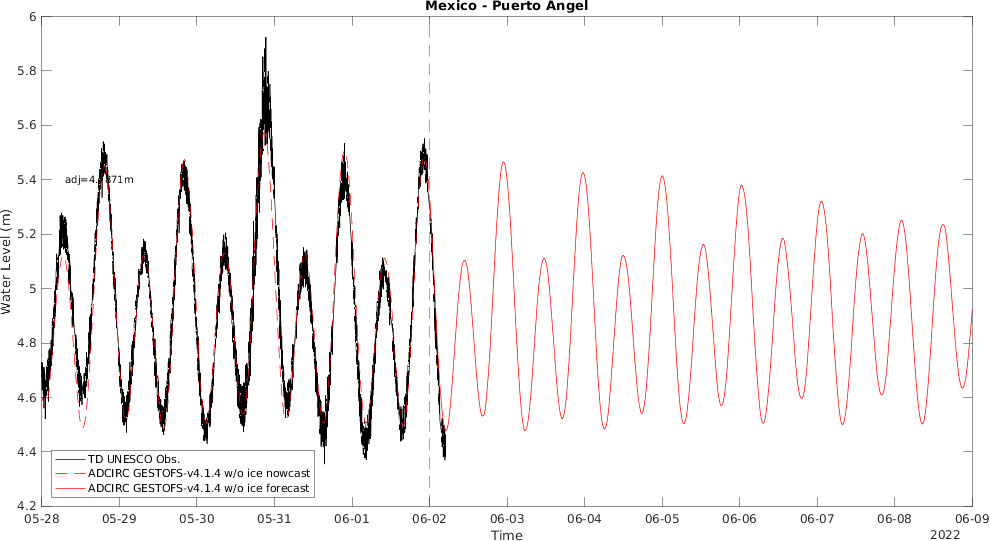 Mexico - Puerto Angel
6
5.8
5.6
5.4
5.2
5
4.8
4.6
4.4
4.2
Water Level (m)
TD UNESCO Obs.
ADCIRC GESTOFS-v4.1.4 w/o ice nowcast
ADCIRC GESTOFS-v4.1.4 w/o ice forecast
05-28 05-29 05-30 05-31 06-01 06-02 06-03 06-04 06-05 06-06 06-07 06-08 06-09
Time
2022